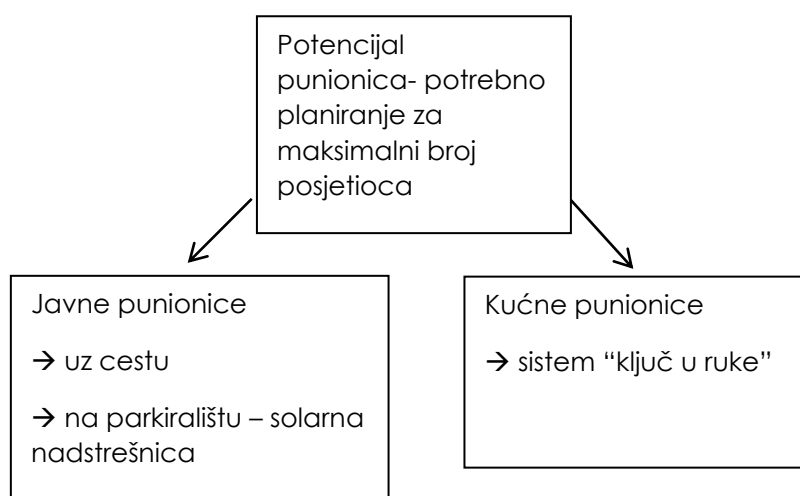 Potencijal
punionica- potrebno
planiranje za
maksimalni broj
posjetioca
Javne punionice
→ uz cestu
→ na parkiralištu – solarna
nadstrešnica
Kućne punionice
→ sistem “ključ u ruke”